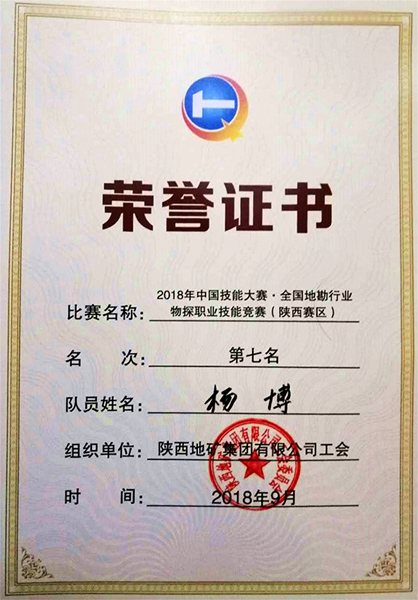 荣誉证书
2018年中国技能大赛·全国地勘行业
比赛名称：物探职业技能竞赛（陕西赛区）
名　次：第七名
队员姓名：杨博
组织单位：陕西地矿集团有限公司工会
时　间：2018年9月